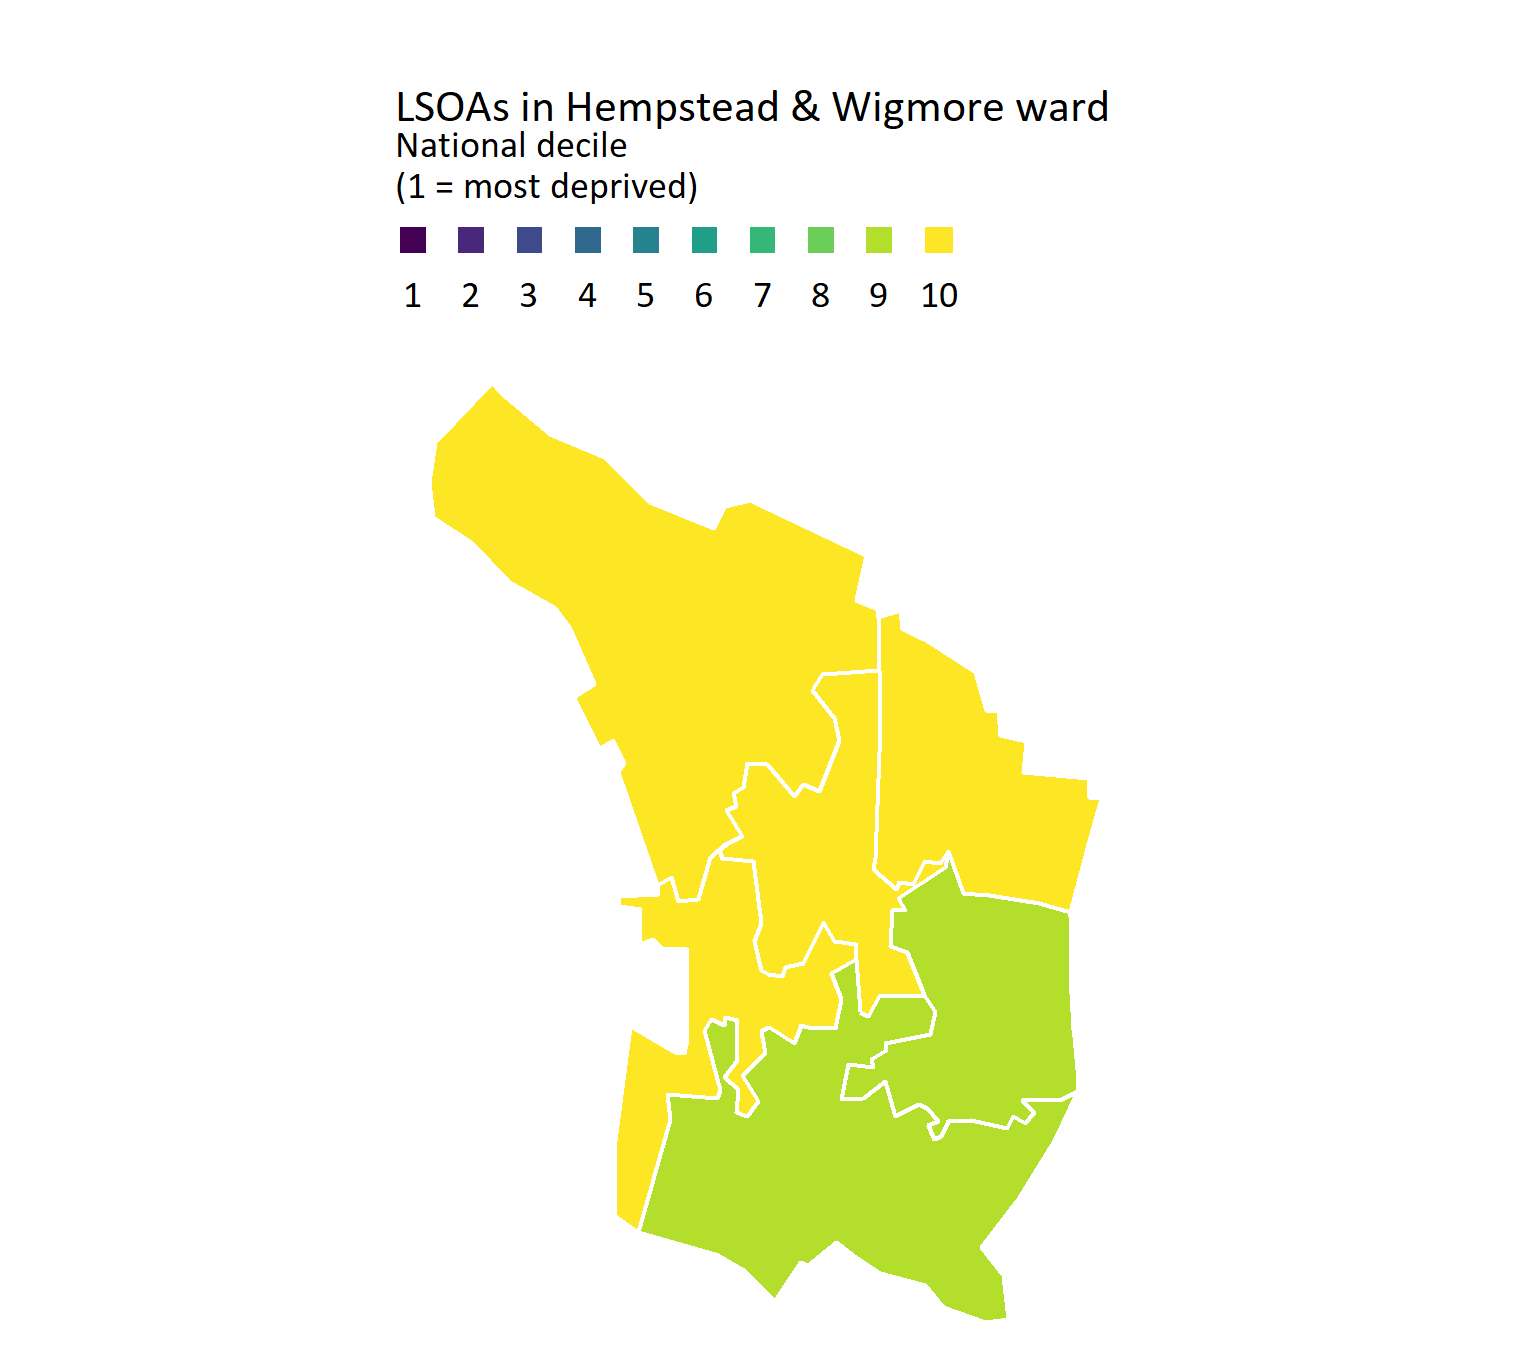 LSOAs in Hempstead & Wigmore ward
National decile
(1 = most deprived)
1 2 3 4 5 6 7 8 9 10